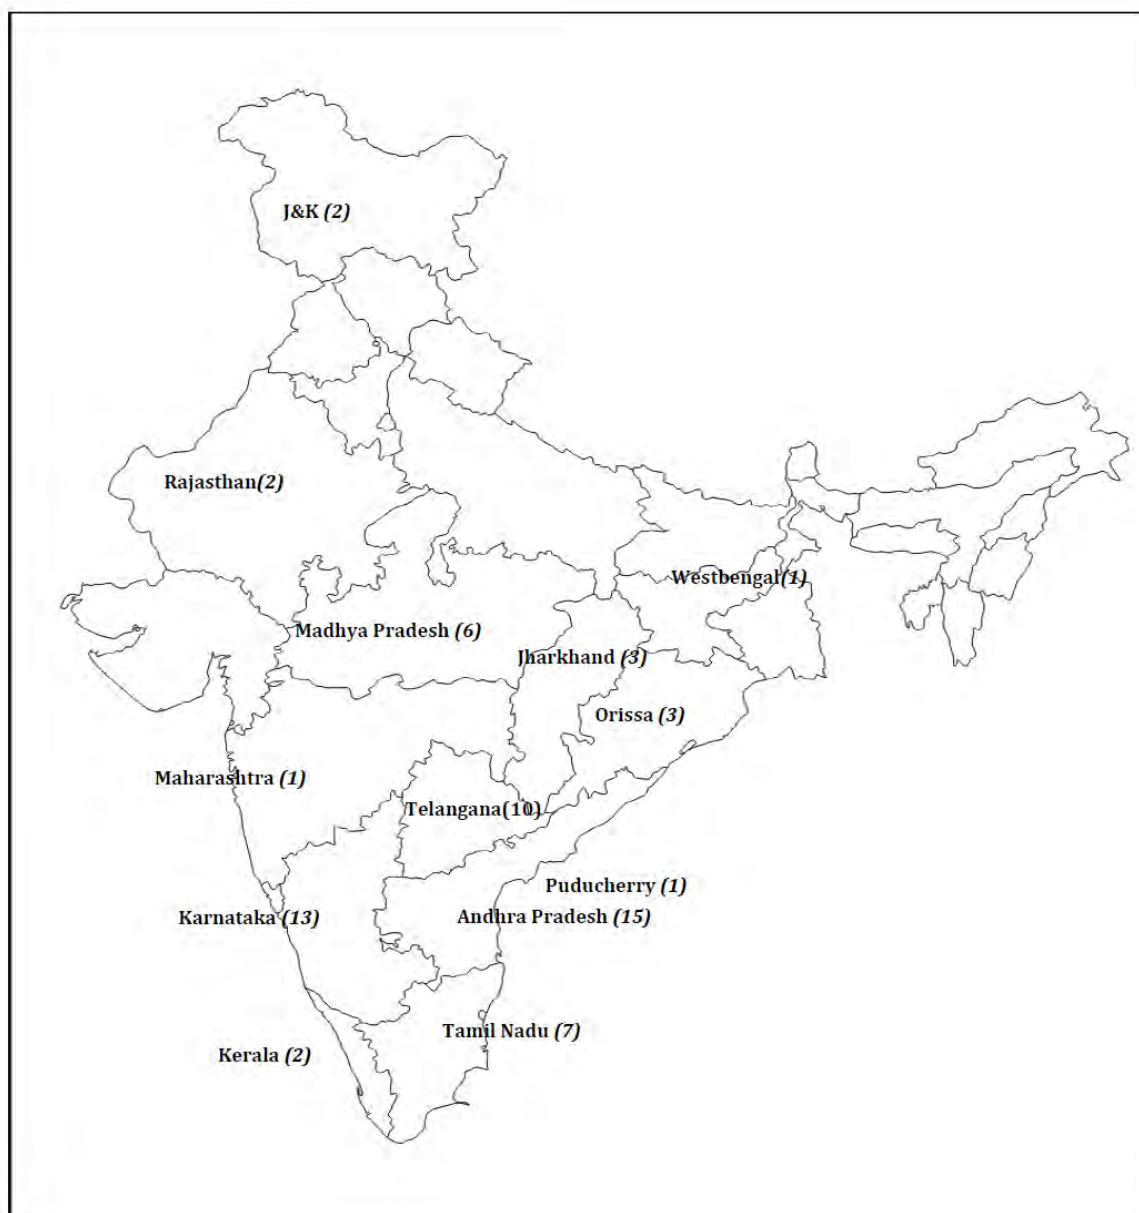 J&K (2)
Rajasthan(2)
Westbengal(1)
Madhya Pradesh (6)
Jharkhand (3)
Orissa (3)
Maharashtra (1)
Telangana(10)
Puducherry (1)
Karnataka (13)
Andhra Pradesh (15)
Tamil Nadu (7)
Kerala (2)